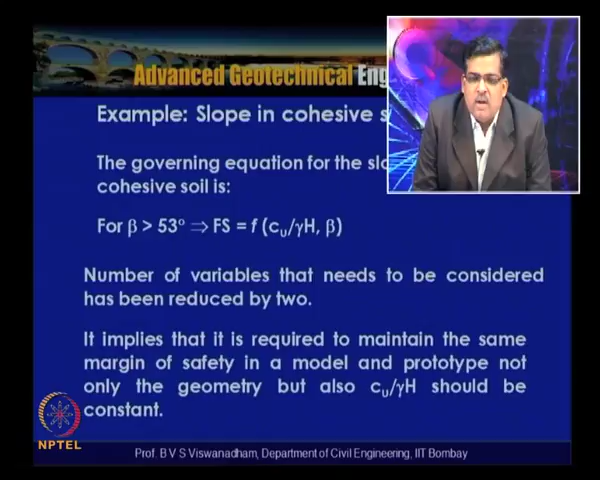 Advanced Geotechnical Eng
Example: Slope in cohesive s
The governing equation for the slo
cohesive soil is:
For β > 53° ⇒ FS = f (cᵤ/γH, β)
Number of variables that needs to be considered
has been reduced by two.
It implies that it is required to maintain the same
margin of safety in a model and prototype not
only the geometry but also cᵤ/γH should be
constant.
NPTEL
Prof. B V S Viswanadham, Department of Civil Engineering, IIT Bombay